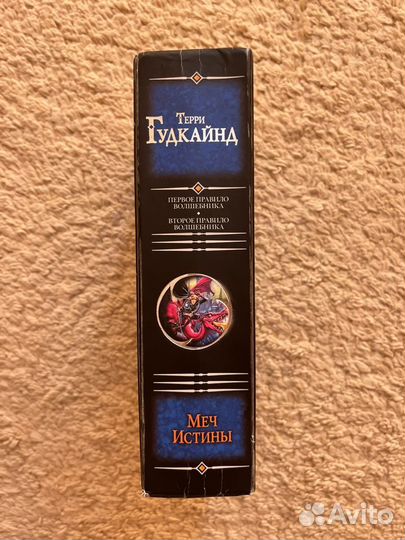 Терри
Гудкайнд
ПЕРВОЕ ПРАВИЛО
ВОЛШЕБНИКА
•
ВТОРОЕ ПРАВИЛО
ВОЛШЕБНИКА
Меч
Истины
Avito